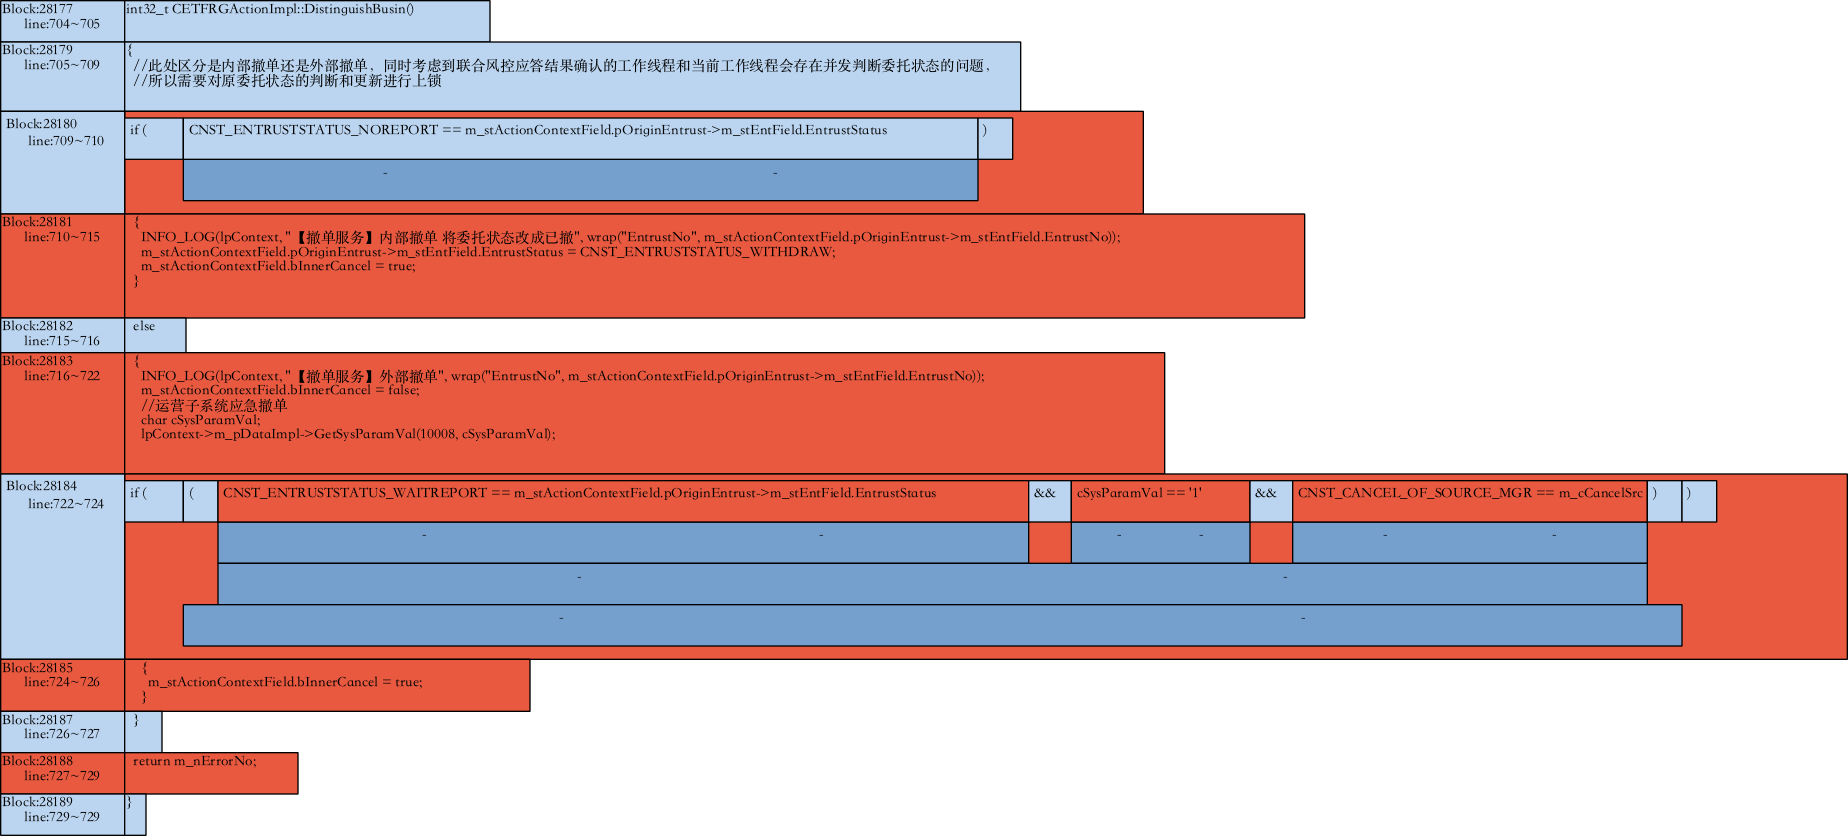 Block:28177 int32_t CETFRGActionImpl::DistinguishBusin()
line:704~705
Block:28179 {
line:705~709 //此处区分是内部撤单还是外部撤单，同时考虑到联合风控应答结果确认的工作线程和当前工作线程会存在并发判断委托状态的问题，
//所以需要对原委托状态的判断和更新进行上锁
Block:28180 if ( CNST_ENTRUSTSTATUS_NOREPORT == m_stActionContextField.pOriginEntrust->m_stEntField.EntrustStatus )
line:709~710
- -
Block:28181 {
line:710~715 INFO_LOG(lpContext, "【撤单服务】内部撤单 将委托状态改成已撤", wrap("EntrustNo", m_stActionContextField.pOriginEntrust->m_stEntField.EntrustNo));
m_stActionContextField.pOriginEntrust->m_stEntField.EntrustStatus = CNST_ENTRUSTSTATUS_WITHDRAW;
m_stActionContextField.bInnerCancel = true;
}
Block:28182 else
line:715~716
Block:28183 {
line:716~722 INFO_LOG(lpContext, "【撤单服务】外部撤单", wrap("EntrustNo", m_stActionContextField.pOriginEntrust->m_stEntField.EntrustNo));
m_stActionContextField.bInnerCancel = false;
//运营子系统应急撤单
char cSysParamVal;
lpContext->m_pDataImpl->GetSysParamVal(10008, cSysParamVal);
Block:28184 if ( ( CNST_ENTRUSTSTATUS_WAITREPORT == m_stActionContextField.pOriginEntrust->m_stEntField.EntrustStatus && cSysParamVal == '1' && CNST_CANCEL_OF_SOURCE_MGR == m_cCancelSrc ) )
line:722~724
- - - - - -
- -
- -
Block:28185 {
line:724~726 m_stActionContextField.bInnerCancel = true;
}
Block:28187 }
line:726~727
Block:28188 return m_nErrorNo;
line:727~729
Block:28189 }
line:729~729